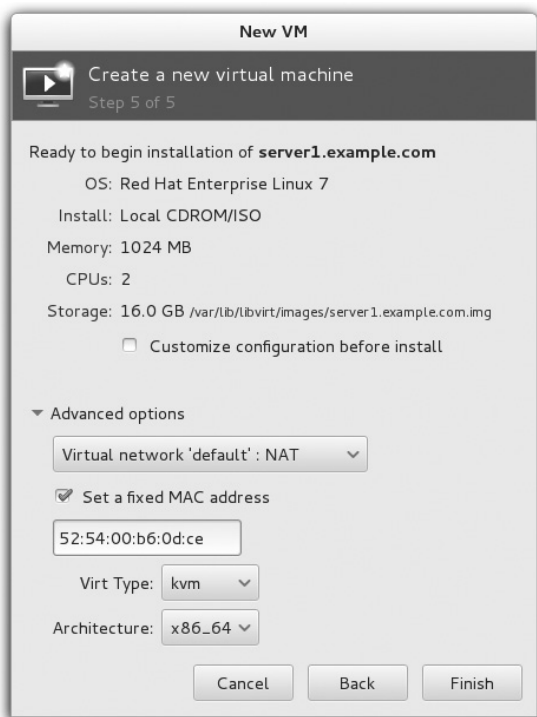 New VM
Create a new virtual machine
Step 5 of 5
Ready to begin installation of server1.example.com
OS: Red Hat Enterprise Linux 7
Install: Local CDROM/ISO
Memory: 1024 MB
CPUs: 2
Storage: 16.0 GB /var/lib/libvirt/images/server1.example.com.img
Customize configuration before install
Advanced options
Virtual network 'default' : NAT
Set a fixed MAC address
52:54:00:b6:0d:ce
Virt Type: kvm
Architecture: x86_64
Cancel Back Finish